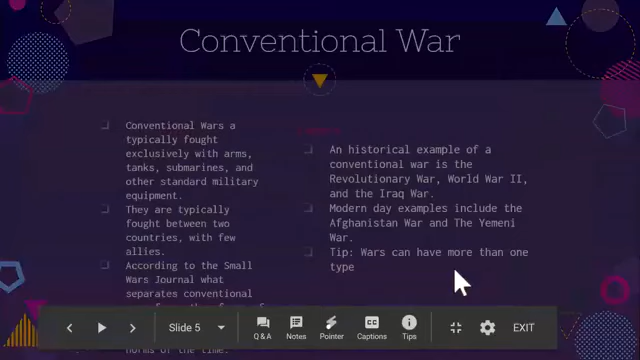 Conventional War
Conventional Wars a
typically fought
exclusively with arms,
tanks, submarines, and
other standard military
equipment.
They are typically
fought between two
countries, with few
allies.
According to the Small
Wars Journal what
separates conventional
norms of the time.
An historical example of a
conventional war is the
Revolutionary War, World War II,
and the Iraq War.
Modern day examples include the
Afghanistan War and The Yemeni
War.
Tip: Wars can have more than one
type
Slide 5
Q & A
Notes
Pointer
Captions
Tips
EXIT